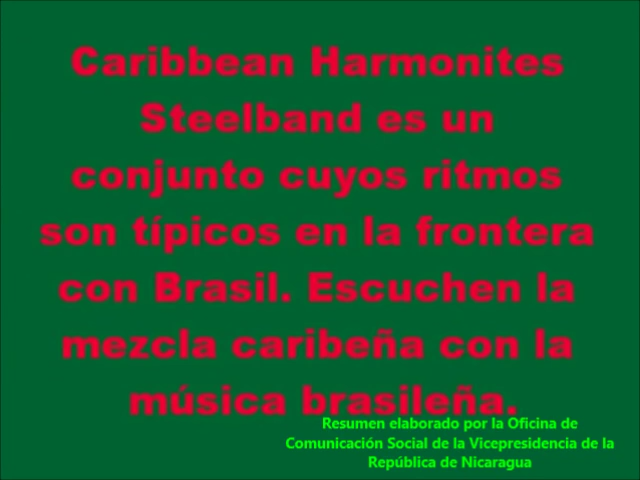 Caribbean Harmonites
Steelband es un
conjunto cuyos ritmos
son típicos en la frontera
con Brasil. Escuchen la
mezcla caribeña con la
música brasileña.
Resumen elaborado por la Oficina de
Comunicación Social de la Vicepresidencia de la
República de Nicaragua